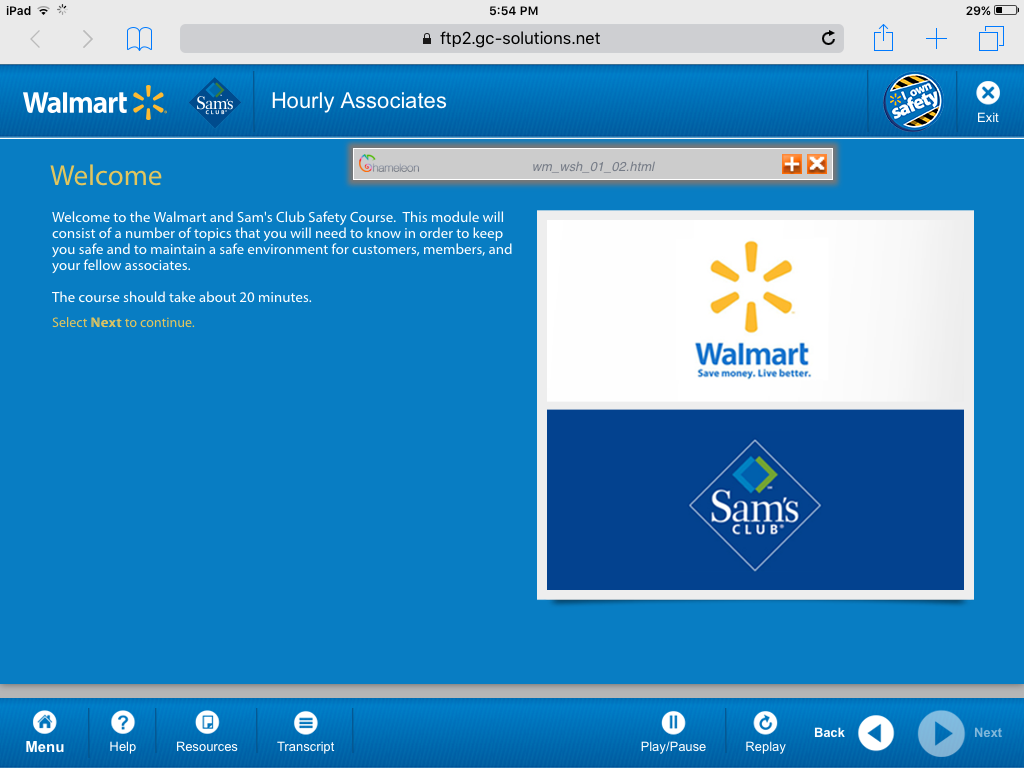 iPad
5:54 PM
29%
ftp2.gc-solutions.net
Walmart
Sam's
CLUB
Hourly Associates
I own
safety
Exit
Chameleon
wm_wsh_01_02.html
Welcome
Welcome to the Walmart and Sam's Club Safety Course.  This module will
consist of a number of topics that you will need to know in order to keep
you safe and to maintain a safe environment for customers, members, and
your fellow associates.
The course should take about 20 minutes.
Select Next to continue.
Walmart
Save money. Live better.
Sam's
CLUB®
Menu
Help
Resources
Transcript
Play/Pause
Replay
Back
Next